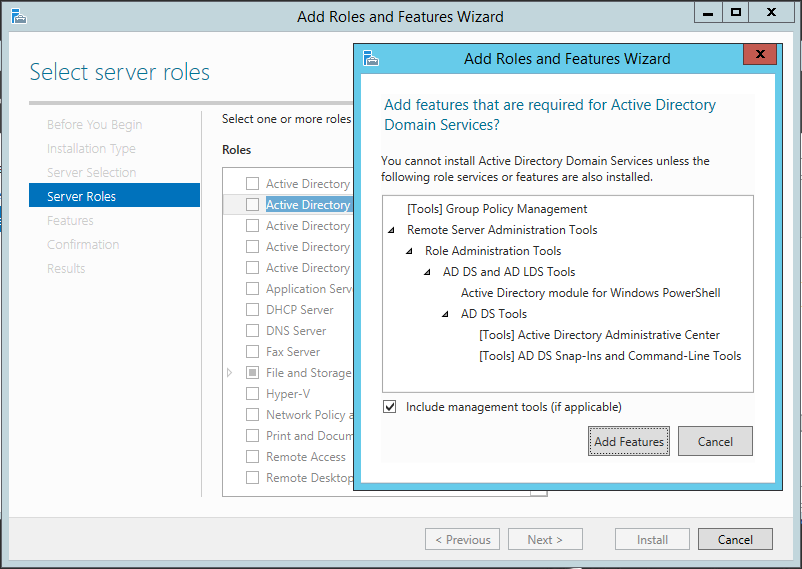 Add Roles and Features Wizard
Select server roles
Before You Begin
Installation Type
Server Selection
Server Roles
Features
Confirmation
Results
Select one or more roles
Roles
Active Directory
Active Directory
Active Directory
Active Directory
Active Directory
Application
DHCP Server
DNS Server
Fax Server
File and Storage
Hyper-V
Network Policy
Print and
Remote Access
Remote Desktop
Add Roles and Features Wizard
Add features that are required for Active Directory
Domain Services?
You cannot install Active Directory Domain Services unless the
following role services or features are also installed.
[Tools] Group Policy Management
Remote Server Administration Tools
Role Administration Tools
AD DS and AD LDS Tools
Active Directory module for Windows PowerShell
AD DS Tools
[Tools] Active Directory Administrative Center
[Tools] AD DS Snap-Ins and Command-Line Tools
Include management tools (if applicable)
Add Features
Cancel
< Previous
Next >
Install
Cancel